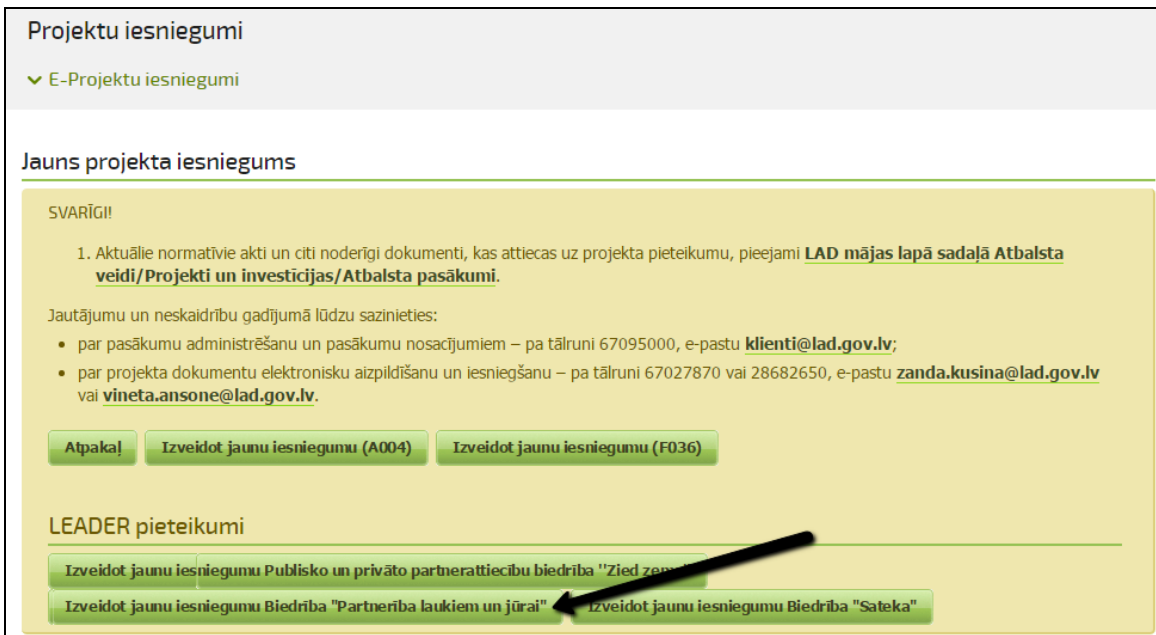 Projektu iesniegumi
E-Projektu iesniegumi
Jauns projekta iesniegums
SVARĪGI!
1. Aktuālie normatīvie akti un citi noderīgi dokumenti, kas attiecas uz projekta pieteikumu, pieejami LAD mājas lapā sadaļā Atbalsta
veidi/Projekti un investīcijas/Atbalsta pasākumi.
Jautājumu un neskaidrību gadījumā lūdzu sazinieties:
• par pasākumu administrēšanu un pasākumu nosacījumiem – pa tālruni 67095000, e-pastu klienti@lad.gov.lv;
• par projekta dokumentu elektronisku aizpildīšanu un iesniegšanu – pa tālruni 67027870 vai 28682650, e-pastu zanda.kusina@lad.gov.lv
vai vineta.ansone@lad.gov.lv.
Atpakaļ Izveidot jaunu iesniegumu (A004) Izveidot jaunu iesniegumu (F036)
LEADER pieteikumi
Izveidot jaunu iesniegumu Publisko un privāto partnerattiecību biedrība "Zied
Izveidot jaunu iesniegumu Biedrība "Partnerība laukiem un jūrai" Izveidot jaunu iesniegumu Biedrība "Sateka"